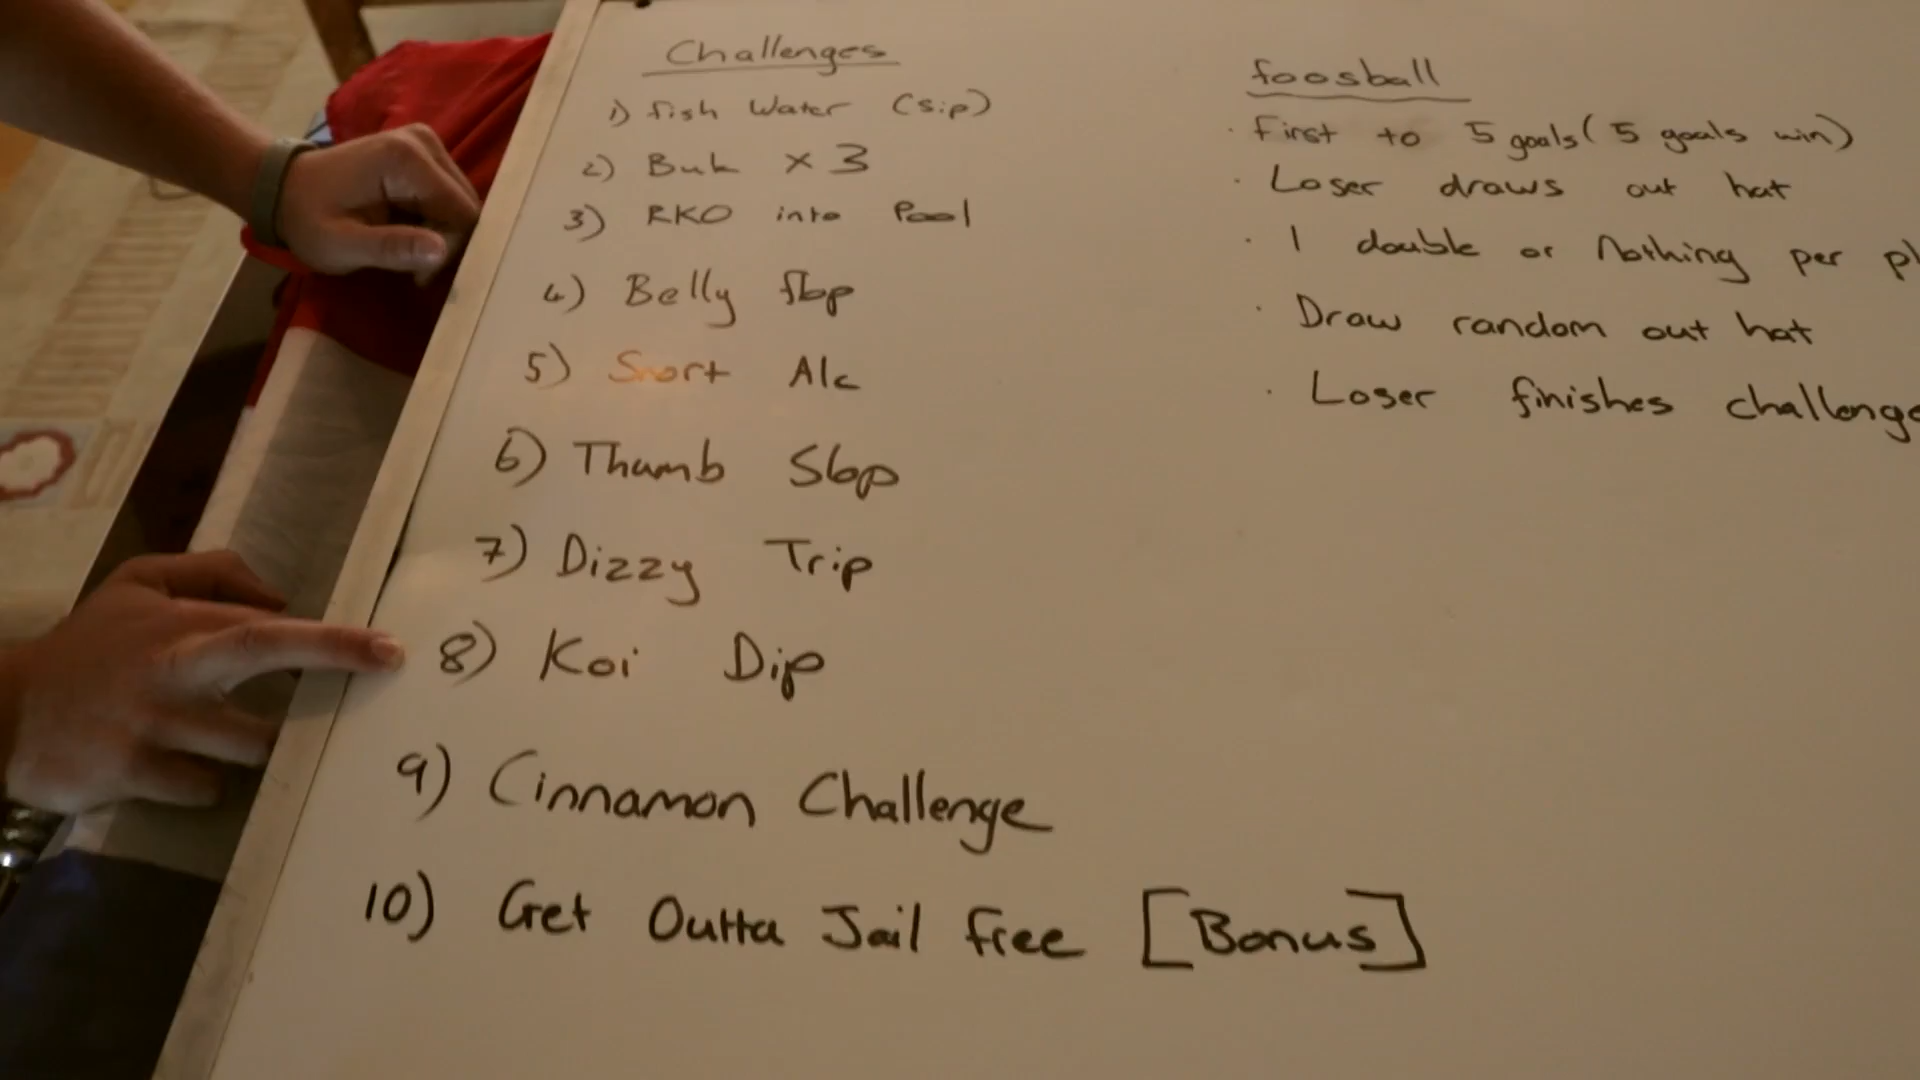 Challenges
1) Fish Water (Sip)
2) Buk x 3
3) RKO into Pool
4) Belly flop
5) Snort Alc
6) Thumb Slap
7) Dizzy Trip
8) Koi Dip
9) Cinnamon Challenge
10) Get Outta Jail Free [Bonus]
foosball
· First to 5 goals (5 goals win)
· Loser draws out hat
· 1 double or Nothing per pl
· Draw random out hat
· Loser finishes challenge